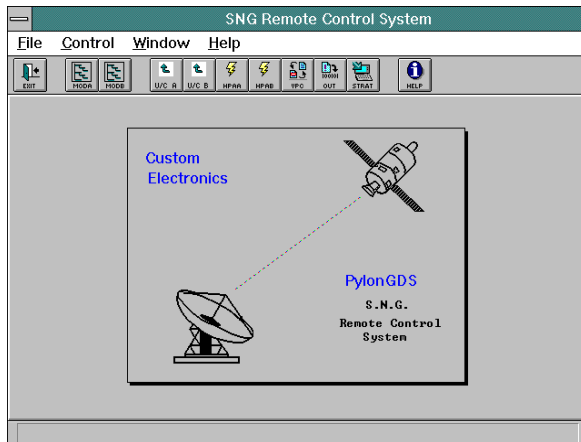 SNG Remote Control System
File Control Window Help
EXIT MODA MODB U/C A U/C B HPAA HPAB VPC OUT STRAT HELP
Custom
Electronics
PylonGDS
S.N.G.
Remote Control
System